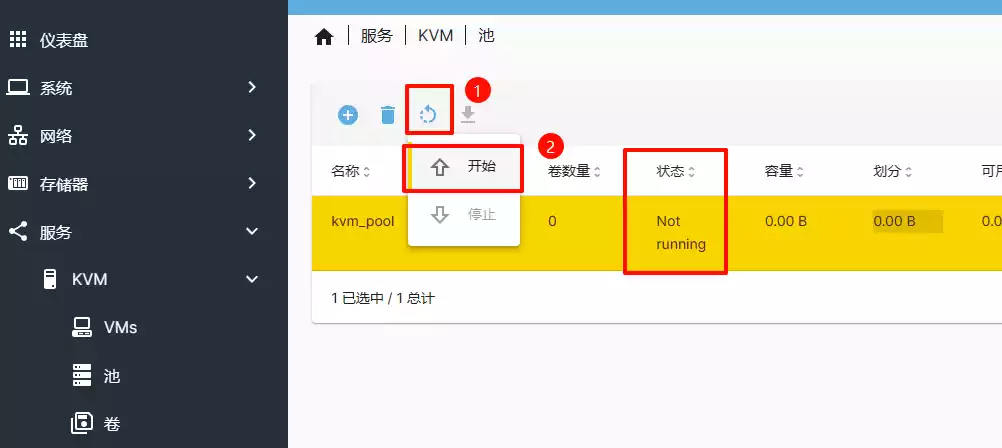 仪表盘
系统
网络
存储器
服务
KVM
VMs
池
卷
服务 KVM 池
1
2
开始
停止
名称 卷数量 状态 容量 划分 可
kvm_pool 0 Not running 0.00 B 0.00 B 0.0
1 已选中 / 1 总计